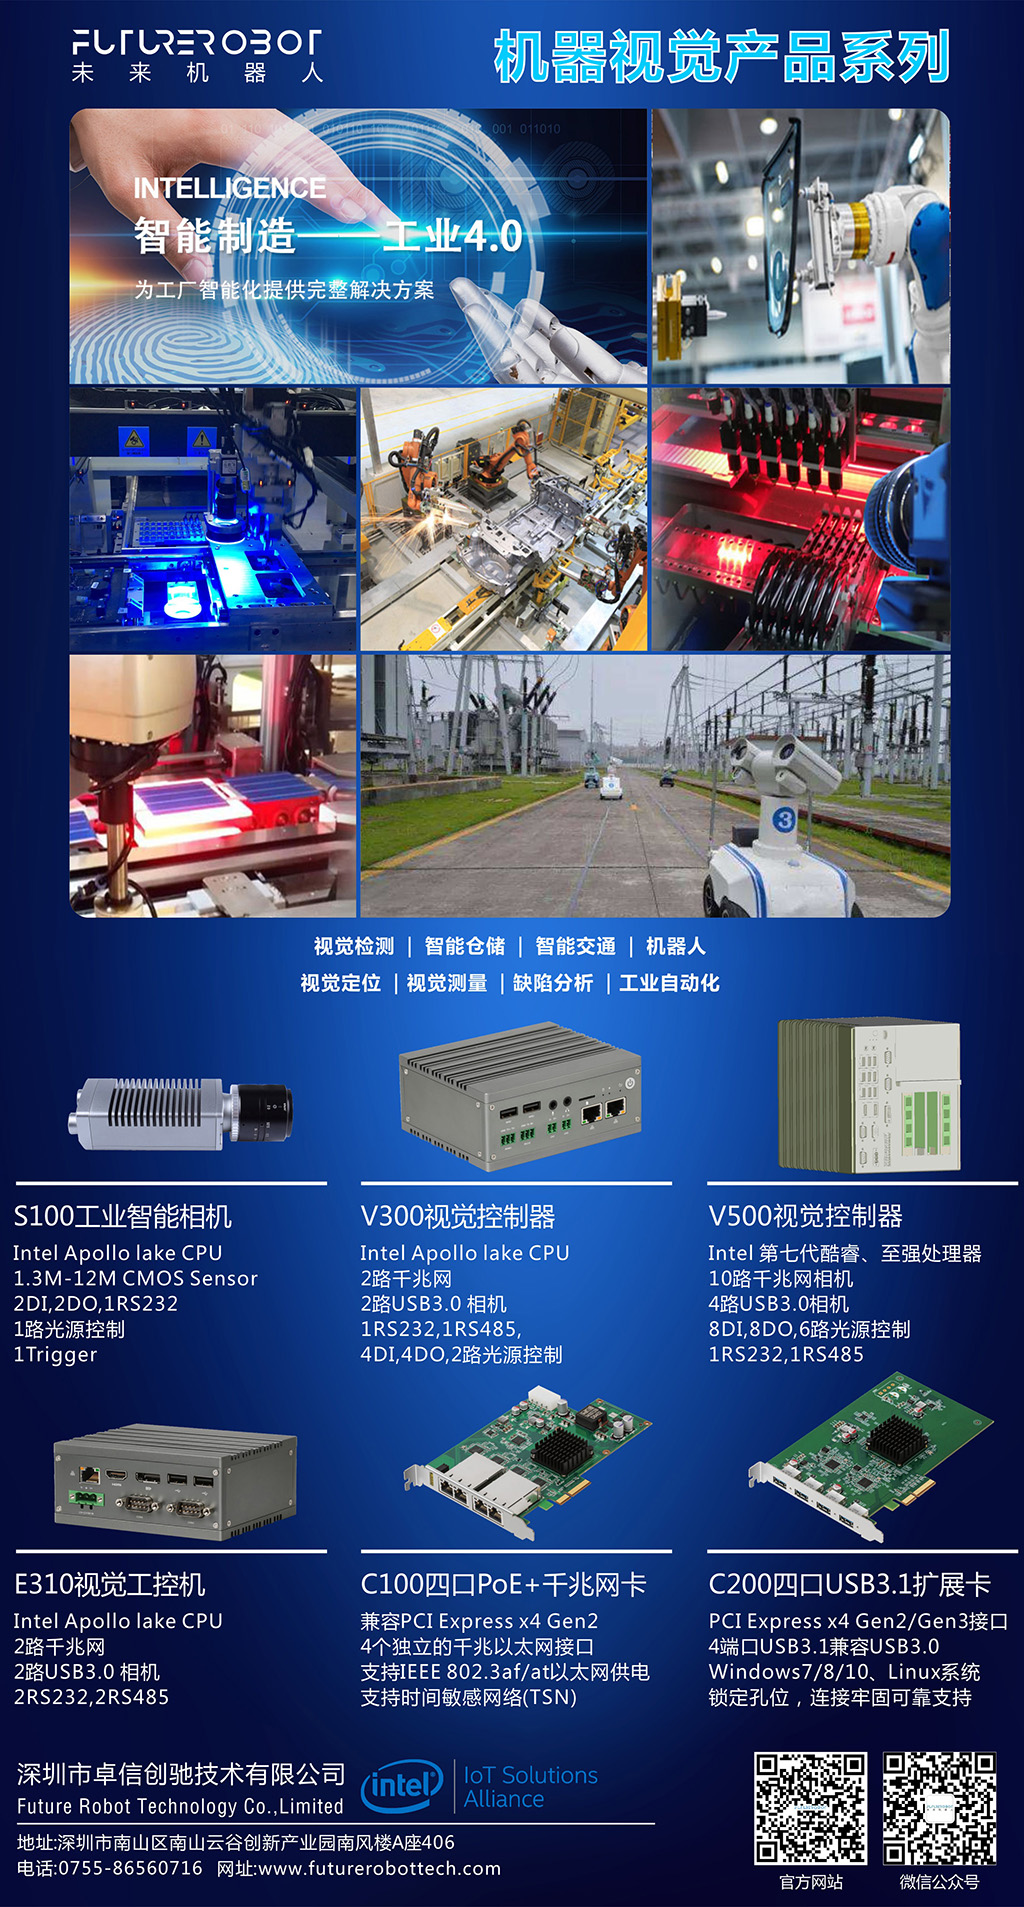 FUTUREROBOT
未来机器人
机器视觉产品系列
001 011010
INTELLIGENCE
智能制造——工业4.0
为工厂智能化提供完整解决方案
3
视觉检测 | 智能仓储 | 智能交通 | 机器人
视觉定位 | 视觉测量 | 缺陷分析 | 工业自动化
S100工业智能相机
Intel Apollo lake CPU
1.3M-12M CMOS Sensor
2DI,2DO,1RS232
1路光源控制
1Trigger
V300视觉控制器
Intel Apollo lake CPU
2路千兆网
2路USB3.0 相机
1RS232,1RS485,
4DI,4DO,2路光源控制
V500视觉控制器
Intel 第七代酷睿、至强处理器
10路千兆网相机
4路USB3.0相机
8DI,8DO,6路光源控制
1RS232,1RS485
E310视觉工控机
Intel Apollo lake CPU
2路千兆网
2路USB3.0 相机
2RS232,2RS485
C100四口PoE+千兆网卡
兼容PCI Express x4 Gen2
4个独立的千兆以太网接口
支持IEEE 802.3af/at以太网供电
支持时间敏感网络(TSN)
C200四口USB3.1扩展卡
PCI Express x4 Gen2/Gen3接口
4端口USB3.1兼容USB3.0
Windows7/8/10、Linux系统
锁定孔位，连接牢固可靠支持
深圳市卓信创驰技术有限公司
Future Robot Technology Co.,Limited
intel IoT Solutions
Alliance
地址:深圳市南山区南山云谷创新产业园南风楼A座406
电话:0755-86560716 网址:www.futurerobottech.com
官方网站
微信公众号